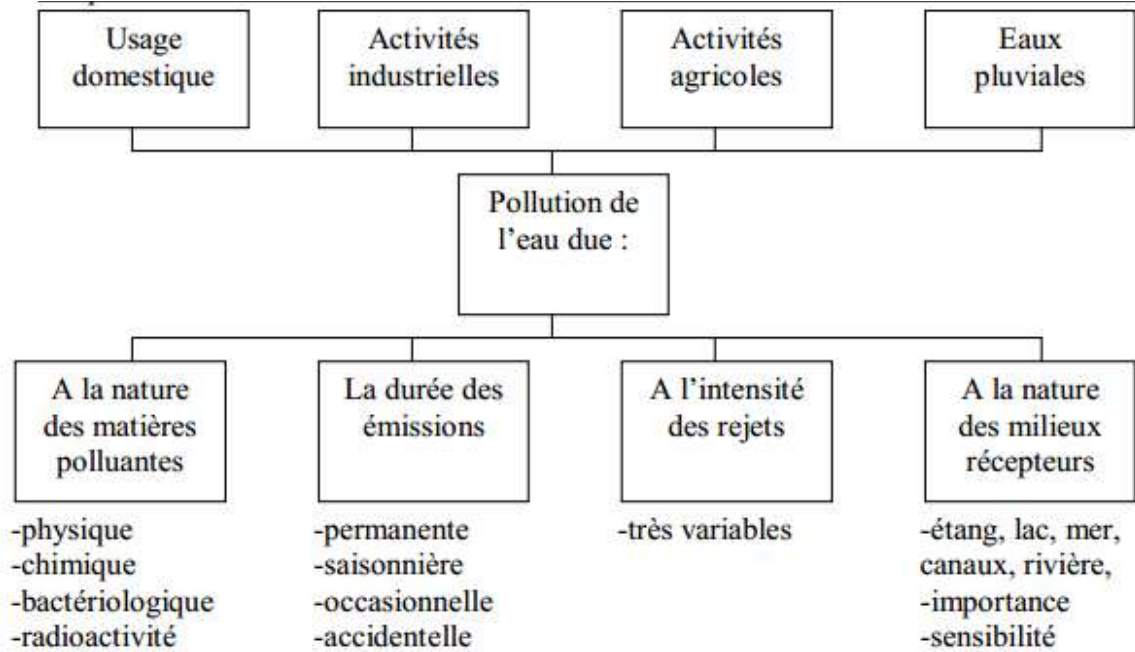 Usage
domestique
Activités
industrielles
Activités
agricoles
Eaux
pluviales
Pollution de
l'eau due :
A la nature
des matières
polluantes
La durée des
émissions
A l'intensité
des rejets
A la nature
des milieux
récepteurs
-physique
-chimique
-bactériologique
-radioactivité
-permanente
-saisonnière
-occasionnelle
-accidentelle
-très variables
-étang, lac, mer,
canaux, rivière,
-importance
-sensibilité